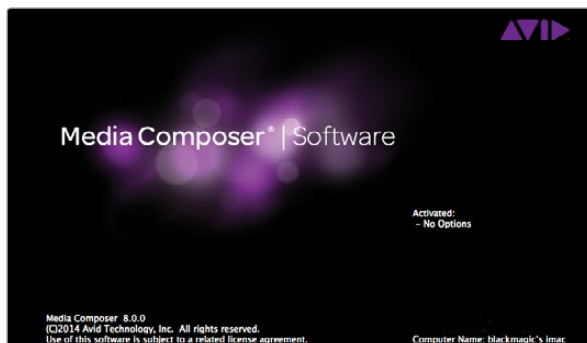 AVID
Media Composer® | Software
Activated:
- No Options
Media Composer 8.0.0
(C)2014 Avid Technology, Inc. All rights reserved.
Use of this software is subject to a related license agreement.
Computer Name: blackmagic's imac